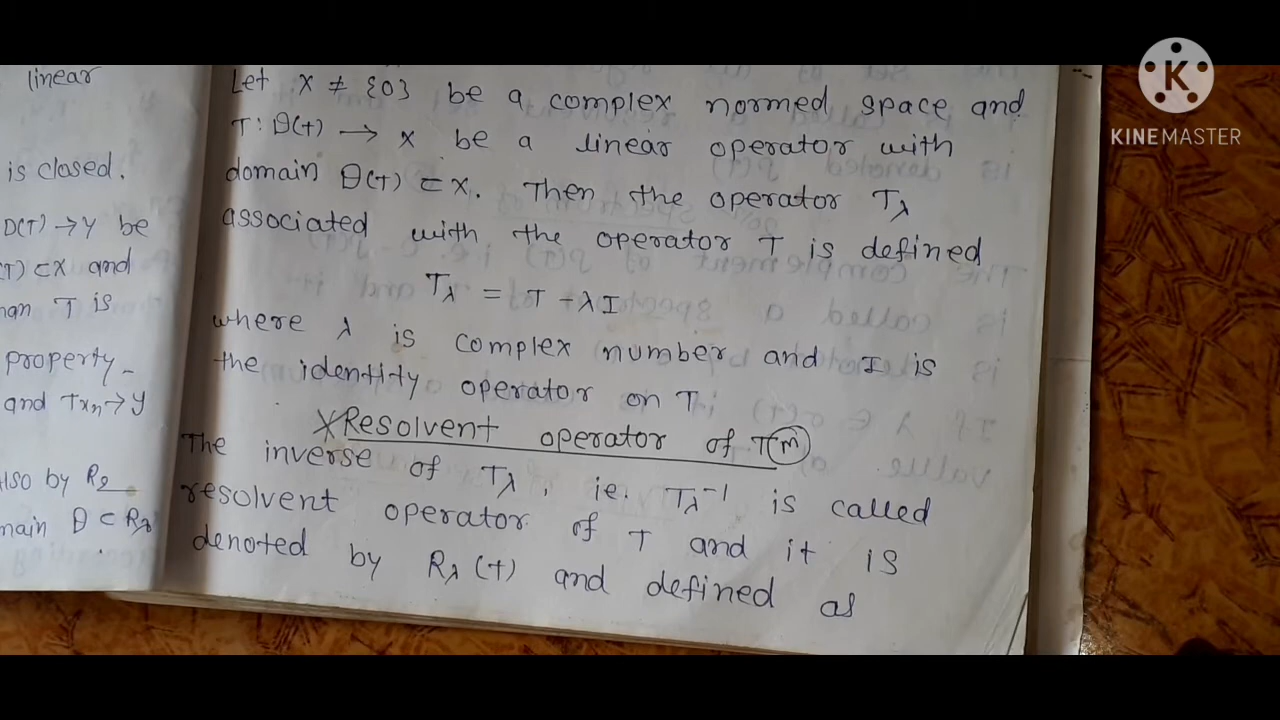 linear
is closed.
D(T) → y be
T) ⊂ X and
T is
property-
and Txn → y
also by R2
main D ⊂ Rλ
Let X ≠ {0} be a complex normed space and
T : D(T) → X be a linear operator with
domain D(T) ⊂ X. Then the operator Tλ
associated with the operator T is defined
Tλ = T - λI
where λ is complex number and I is
the identity operator on T.
X Resolvent operator of T (m)
The inverse of Tλ, ie. Tλ⁻¹ is called
resolvent operator of T and it is
denoted by Rλ(T) and defined as
K
KINEMASTER